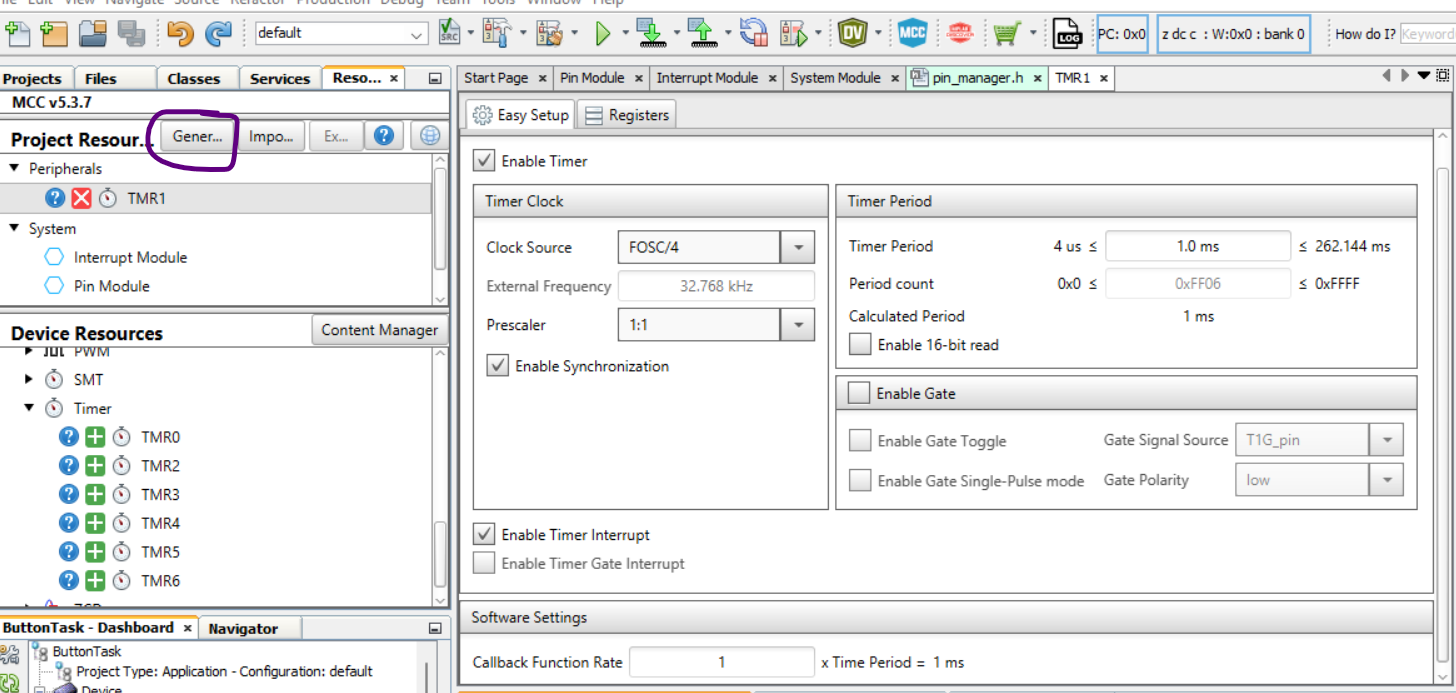 File Edit View Navigate Source Refactor Production Debug Team Tools Window Help
default
SRC
DV
MCC
LOG
PC: 0x0
z dc c : W:0x0 : bank 0
How do I?
Keyword
Projects Files Classes Services Reso... ×
Start Page × Pin Module × Interrupt Module × System Module × pin_manager.h × TMR1 ×
MCC v5.3.7
Project Resour... Gener... Impo... Ex... ?
Easy Setup Registers
Peripherals
? TMR1
System
Interrupt Module
Pin Module
Device Resources Content Manager
PWM
SMT
Timer
? TMR0
? TMR2
? TMR3
? TMR4
? TMR5
? TMR6
ButtonTask - Dashboard × Navigator
ButtonTask
Project Type: Application - Configuration: default
Device
Enable Timer
Timer Clock
Clock Source FOSC/4
External Frequency 32.768 kHz
Prescaler 1:1
Enable Synchronization
Timer Period
Timer Period 4 us ≤ 1.0 ms ≤ 262.144 ms
Period count 0x0 ≤ 0xFF06 ≤ 0xFFFF
Calculated Period 1 ms
Enable 16-bit read
Enable Gate
Enable Gate Toggle Gate Signal Source T1G_pin
Enable Gate Single-Pulse mode Gate Polarity low
Enable Timer Interrupt
Enable Timer Gate Interrupt
Software Settings
Callback Function Rate 1 x Time Period = 1 ms